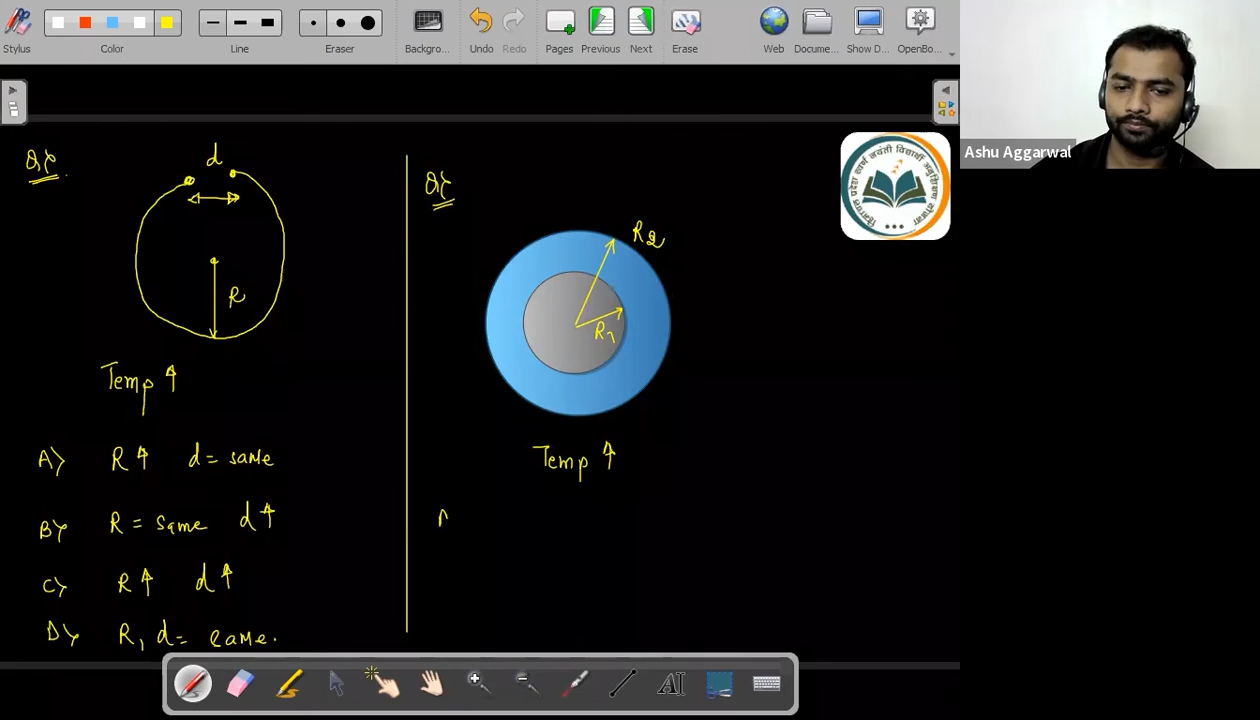 Stylus
Color
Line
Eraser
Backgro...
Undo
Redo
Pages
Previous
Next
Erase
Web
Docume...
Show D...
OpenBo...
Ashu Aggarwal
d
R
Temp ↑
A) R ↑ d = same
B) R = same d ↑
C) R ↑ d ↑
D) R, d = same.
R2
R1
Temp ↑